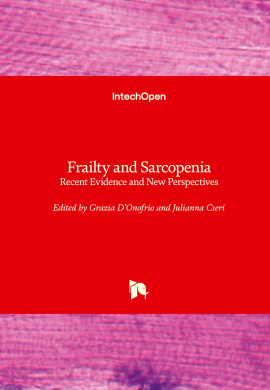 IntechOpen
Frailty and Sarcopenia
Recent Evidence and New Perspectives
Edited by Grazia D'Onofrio and Julianna Cseri